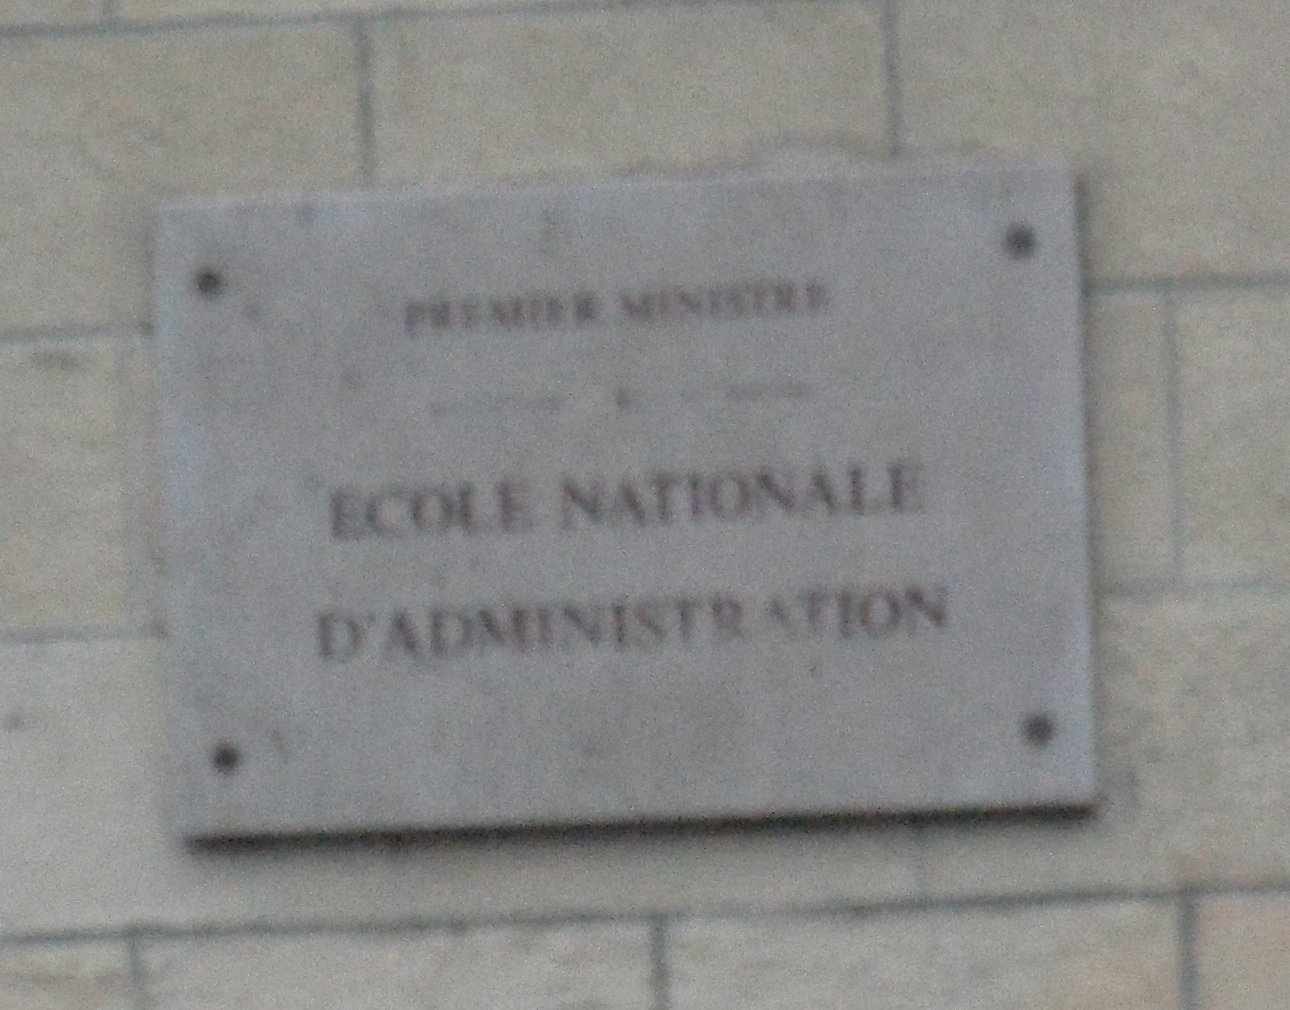 PREMIER MINISTRE
ECOLE NATIONALE
D'ADMINISTRATION